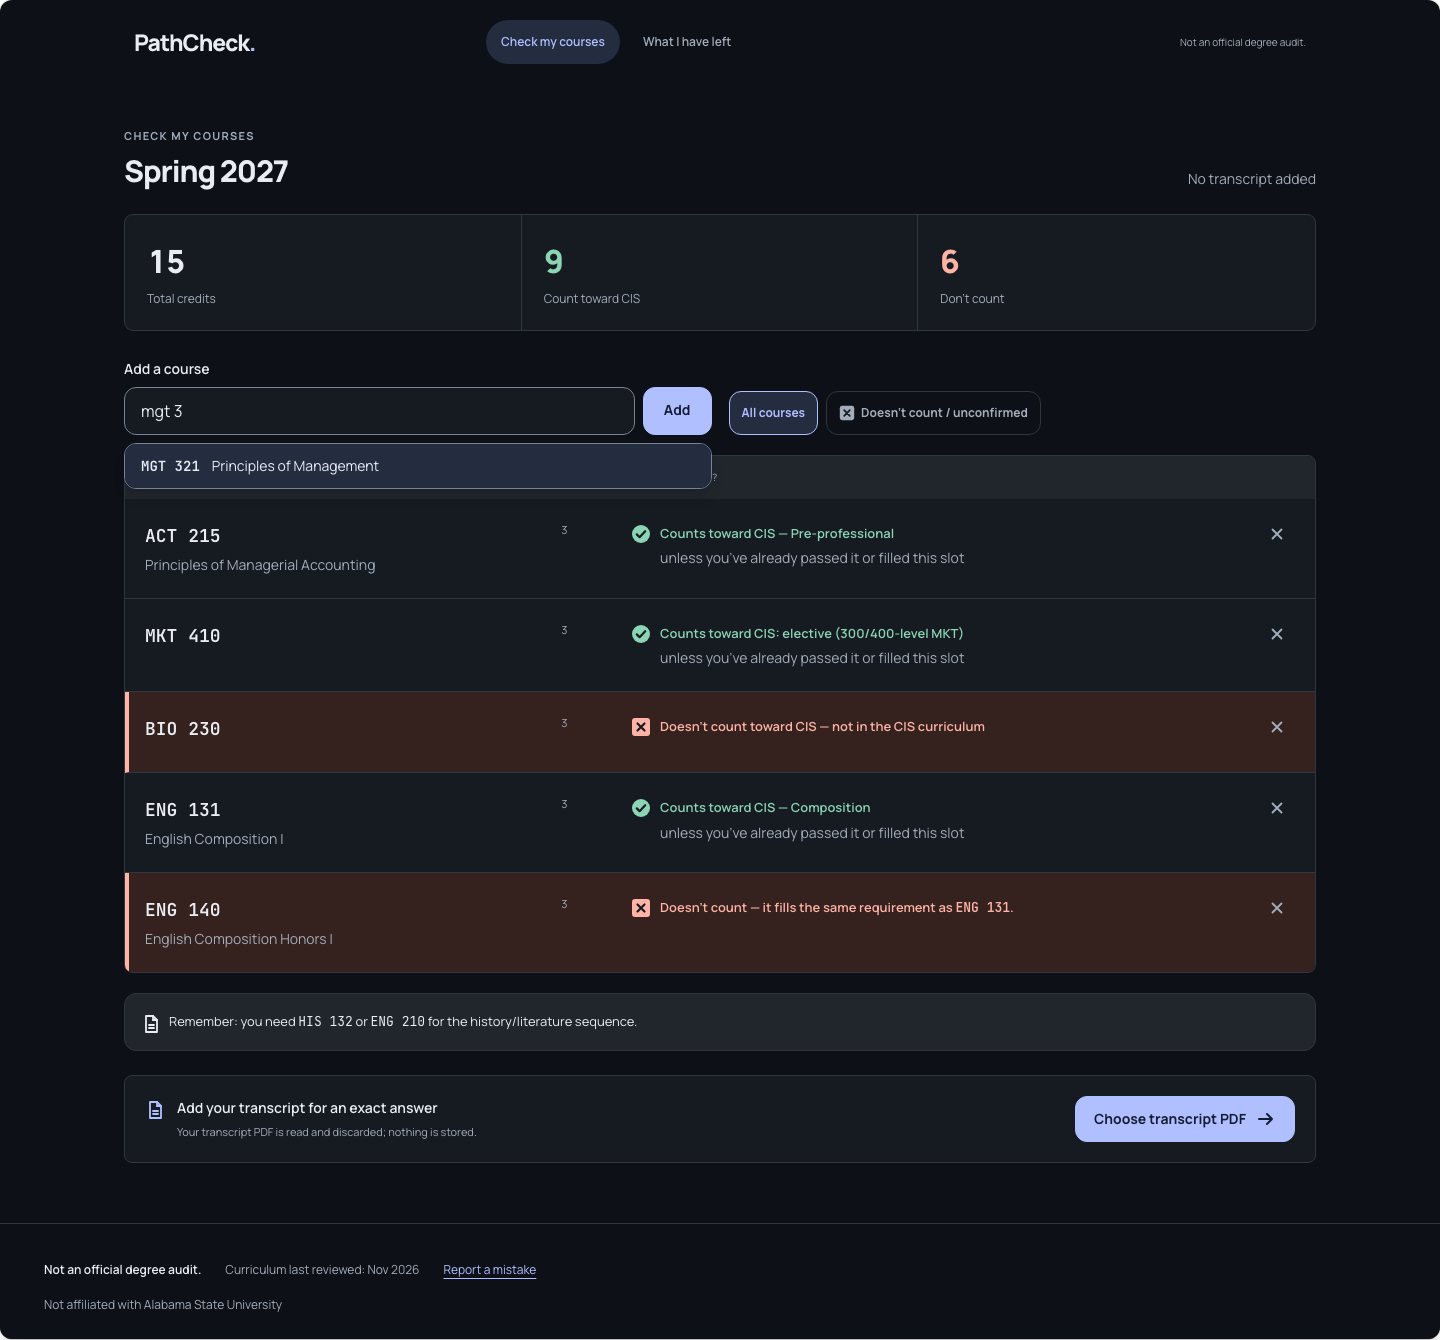 PathCheck.
Check my courses
What I have left
Not an official degree audit.
CHECK MY COURSES
Spring 2027
No transcript added
15
Total credits
9
Count toward CIS
6
Don't count
Add a course
mgt 3
Add
All courses
Doesn't count / unconfirmed
MGT 321 Principles of Management
?
ACT 215
Principles of Managerial Accounting
3
Counts toward CIS — Pre-professional
unless you've already passed it or filled this slot
MKT 410
3
Counts toward CIS: elective (300/400-level MKT)
unless you've already passed it or filled this slot
BIO 230
3
Doesn't count toward CIS — not in the CIS curriculum
ENG 131
English Composition I
3
Counts toward CIS — Composition
unless you've already passed it or filled this slot
ENG 140
English Composition Honors I
3
Doesn't count — it fills the same requirement as ENG 131.
Remember: you need HIS 132 or ENG 210 for the history/literature sequence.
Add your transcript for an exact answer
Your transcript PDF is read and discarded; nothing is stored.
Choose transcript PDF
Not an official degree audit.
Curriculum last reviewed: Nov 2026
Report a mistake
Not affiliated with Alabama State University